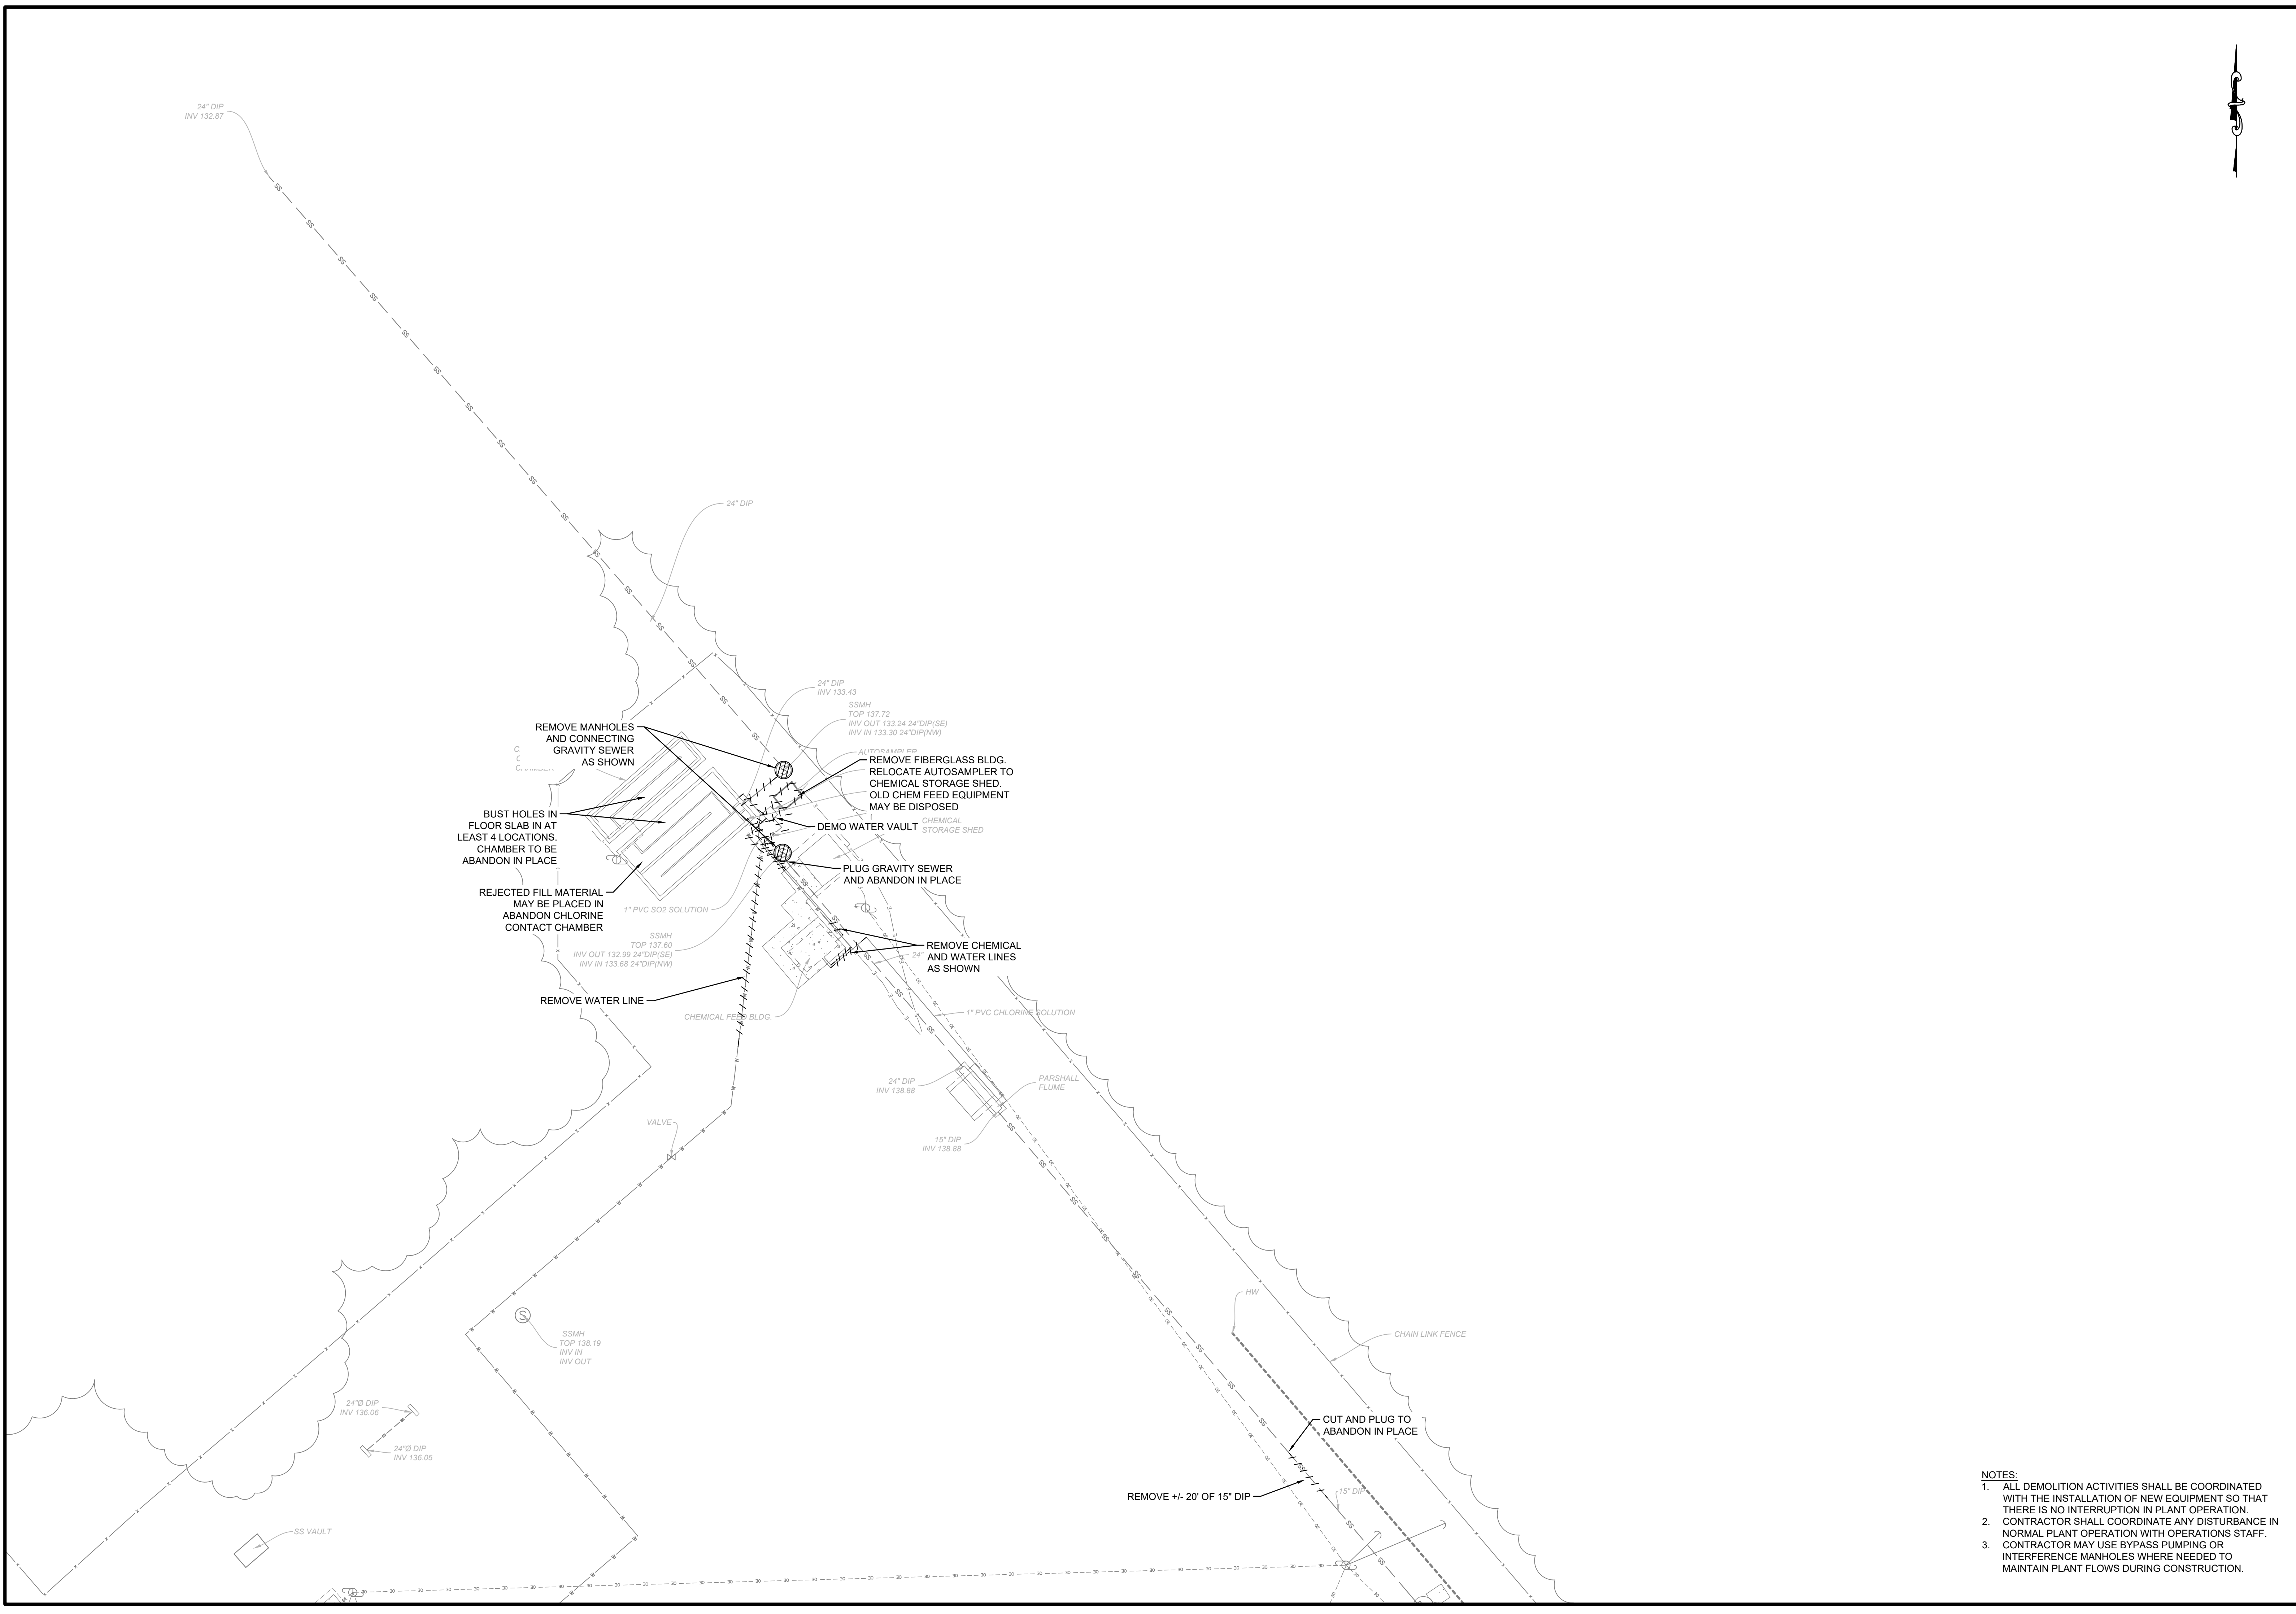 24" DIP
INV 132.87
24" DIP
24" DIP
INV 133.43
SSMH
TOP 137.72
INV OUT 133.24 24"DIP(SE)
INV IN 133.30 24"DIP(NW)
REMOVE MANHOLES
AND CONNECTING
GRAVITY SEWER
AS SHOWN
AUTOSAMPLER
REMOVE FIBERGLASS BLDG.
RELOCATE AUTOSAMPLER TO
CHEMICAL STORAGE SHED.
OLD CHEM FEED EQUIPMENT
MAY BE DISPOSED
BUST HOLES IN
FLOOR SLAB IN AT
LEAST 4 LOCATIONS.
CHAMBER TO BE
ABANDON IN PLACE
DEMO WATER VAULT
CHEMICAL
STORAGE SHED
PLUG GRAVITY SEWER
AND ABANDON IN PLACE
REJECTED FILL MATERIAL
MAY BE PLACED IN
ABANDON CHLORINE
CONTACT CHAMBER
1" PVC SO2 SOLUTION
SSMH
TOP 137.60
INV OUT 132.99 24"DIP(SE)
INV IN 133.68 24"DIP(NW)
REMOVE CHEMICAL
AND WATER LINES
AS SHOWN
24"
REMOVE WATER LINE
CHEMICAL FEED BLDG.
1" PVC CHLORINE SOLUTION
24" DIP
INV 138.88
PARSHALL
FLUME
15" DIP
INV 138.88
VALVE
HW
SSMH
TOP 138.19
INV IN
INV OUT
CHAIN LINK FENCE
24"Ø DIP
INV 136.06
24"Ø DIP
INV 136.05
CUT AND PLUG TO
ABANDON IN PLACE
REMOVE +/- 20' OF 15" DIP
15" DIP
SS VAULT
NOTES:
1. ALL DEMOLITION ACTIVITIES SHALL BE COORDINATED
WITH THE INSTALLATION OF NEW EQUIPMENT SO THAT
THERE IS NO INTERRUPTION IN PLANT OPERATION.
2. CONTRACTOR SHALL COORDINATE ANY DISTURBANCE IN
NORMAL PLANT OPERATION WITH OPERATIONS STAFF.
3. CONTRACTOR MAY USE BYPASS PUMPING OR
INTERFERENCE MANHOLES WHERE NEEDED TO
MAINTAIN PLANT FLOWS DURING CONSTRUCTION.